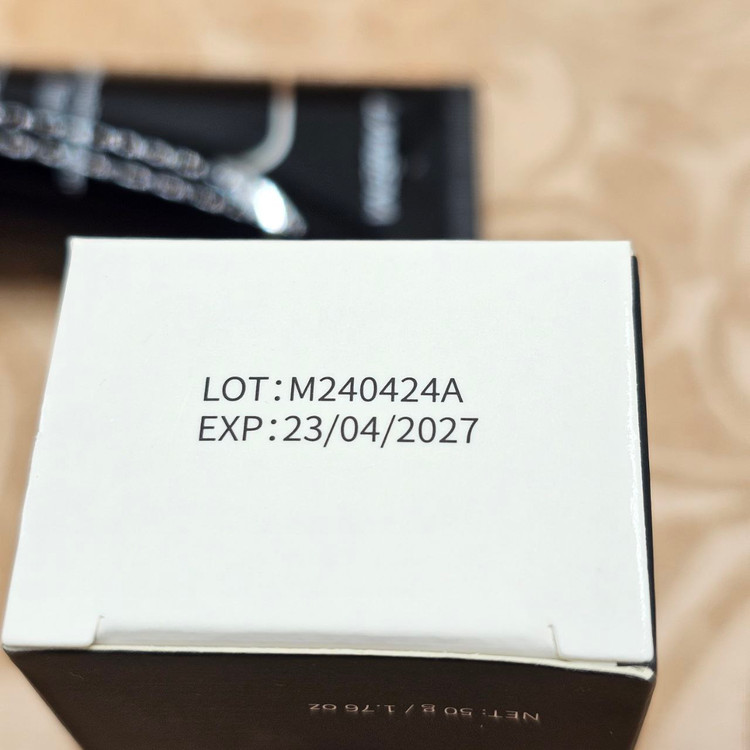 LOT:M240424A
EXP:23/04/2027
NET: 50 g / 1.76 oz